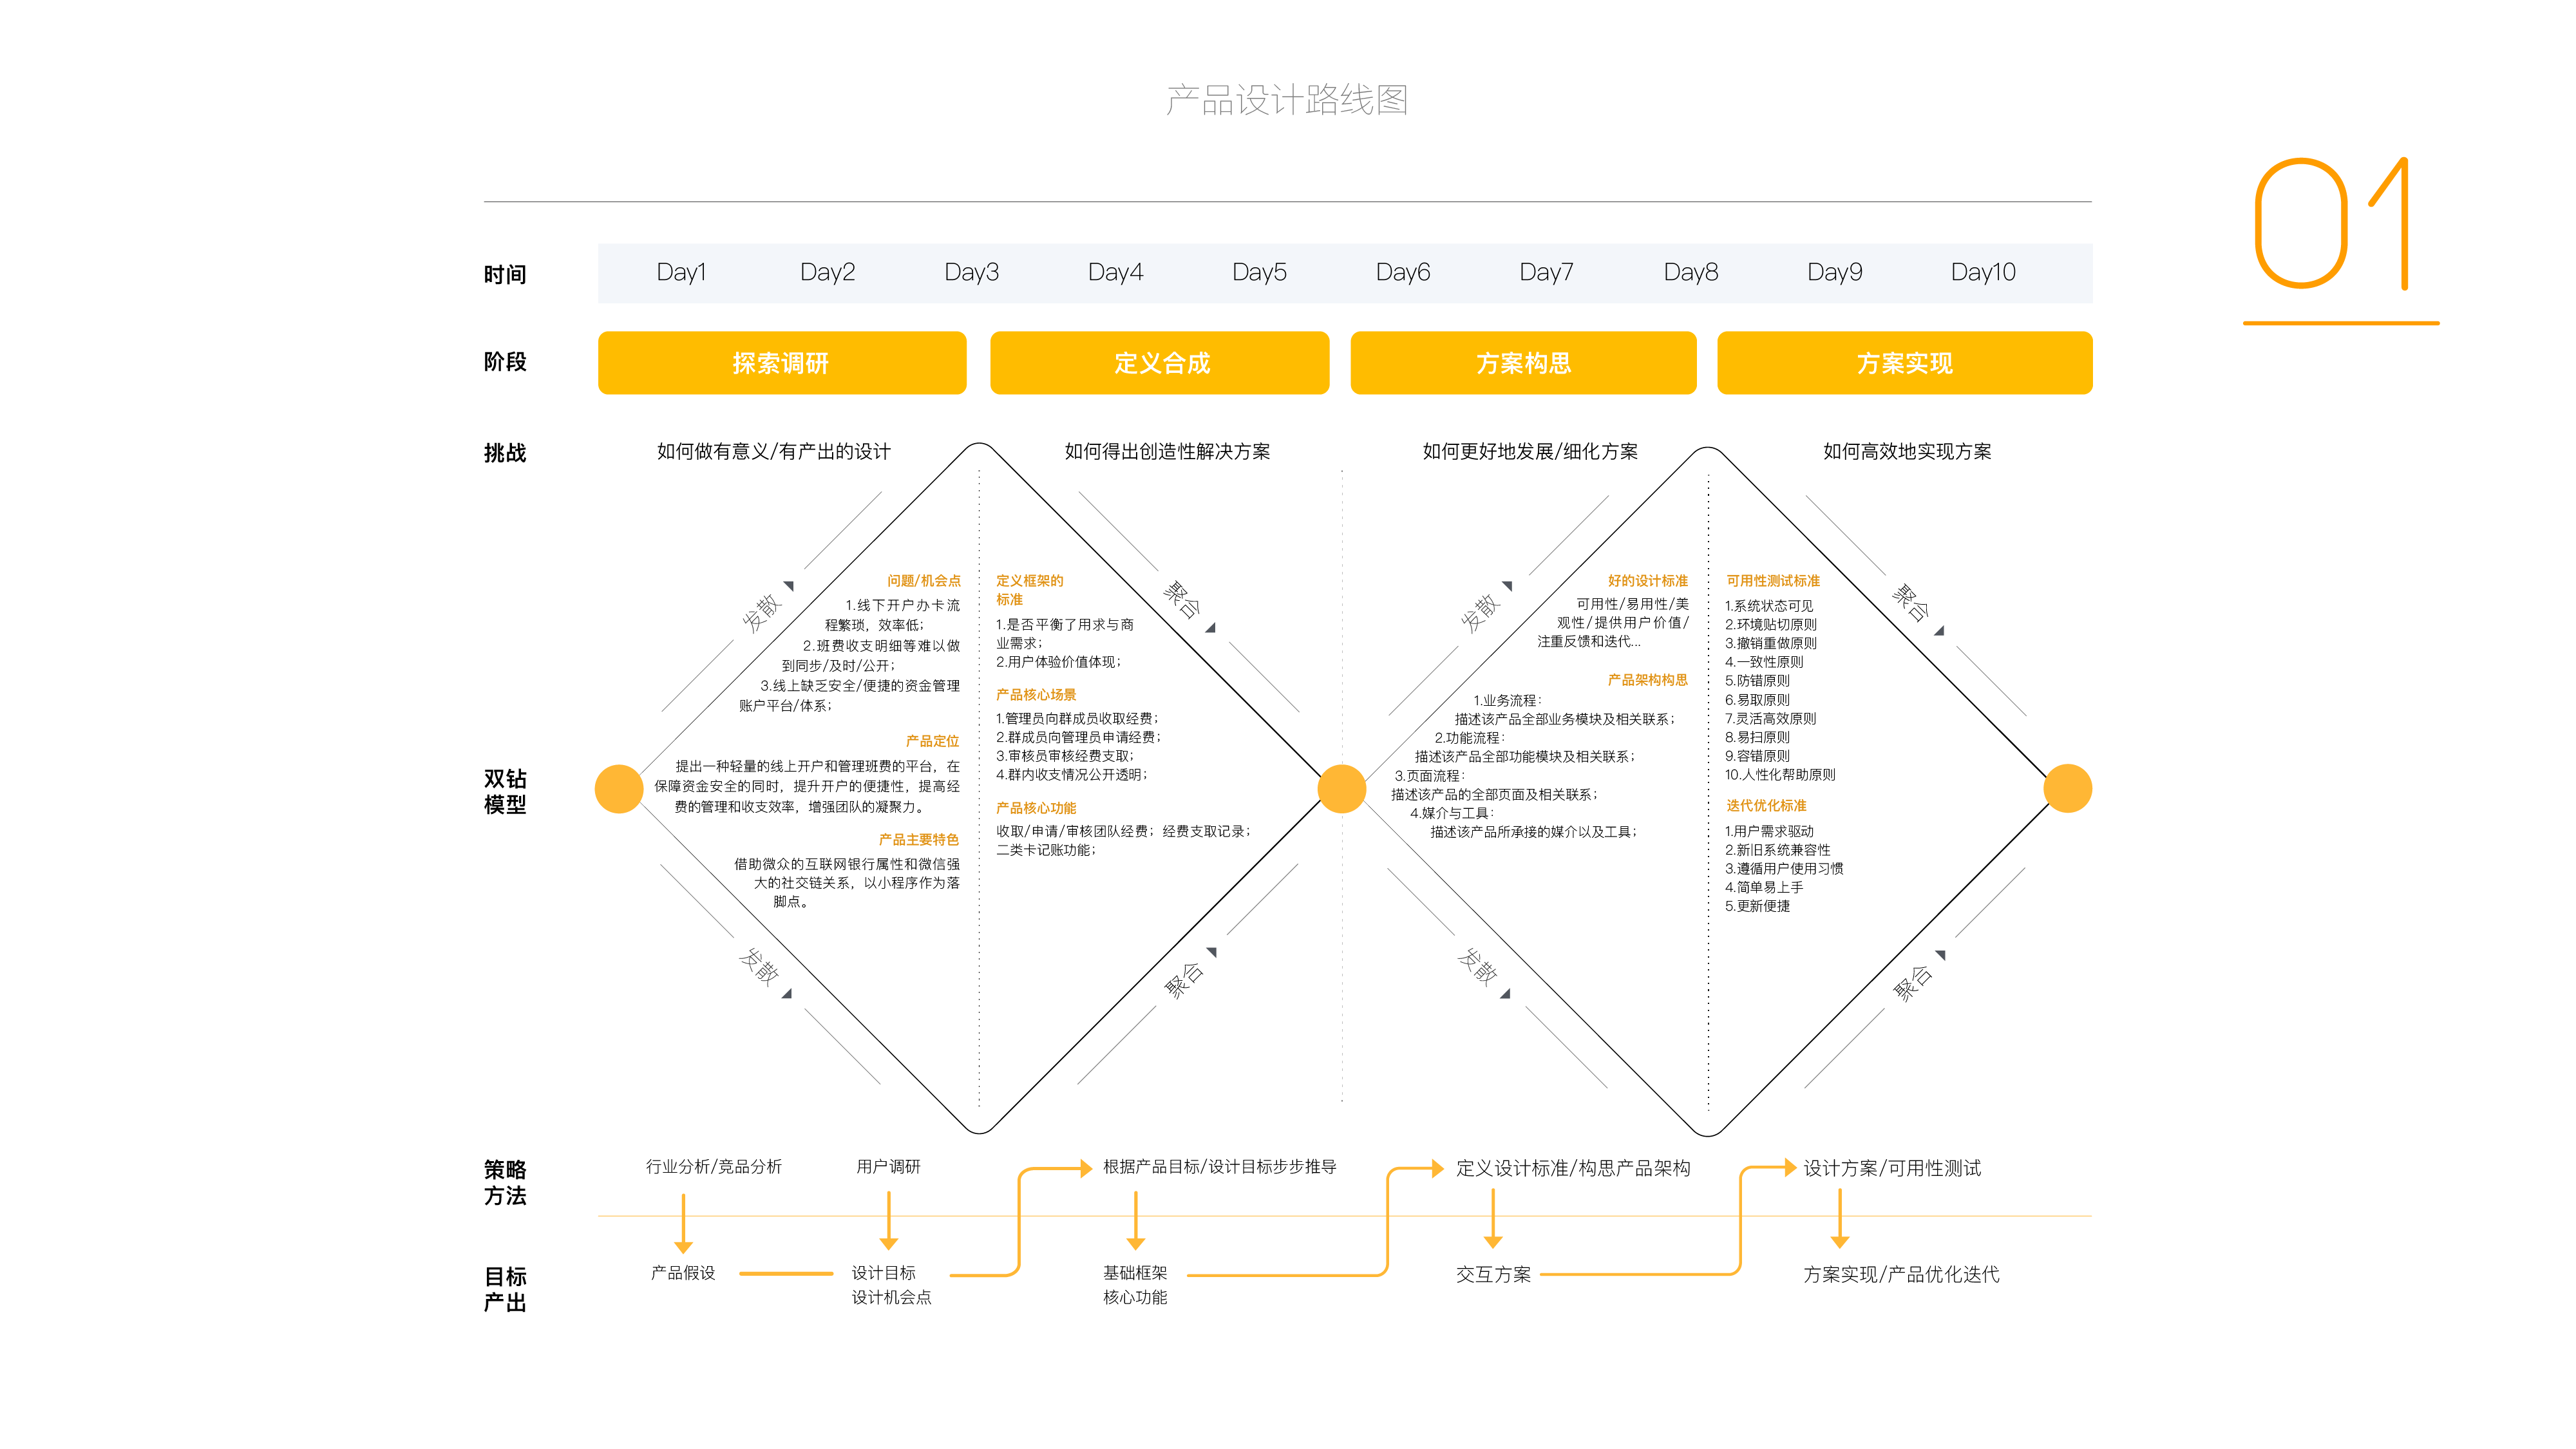 产品设计路线图
01
时间
Day1 Day2 Day3 Day4 Day5 Day6 Day7 Day8 Day9 Day10
阶段
探索调研
定义合成
方案构思
方案实现
挑战
如何做有意义/有产出的设计
如何得出创造性解决方案
如何更好地发展/细化方案
如何高效地实现方案
双钻
模型
发散
发散
问题/机会点
1.线下开户办卡流
程繁琐，效率低；
2.班费收支明细等难以做
到同步/及时/公开；
3.线上缺乏安全/便捷的资金管理
账户平台/体系；
产品定位
提出一种轻量的线上开户和管理班费的平台，在
保障资金安全的同时，提升开户的便捷性，提高经
费的管理和收支效率，增强团队的凝聚力。
产品主要特色
借助微众的互联网银行属性和微信强
大的社交链关系，以小程序作为落
脚点。
聚合
聚合
定义框架的
标准
1.是否平衡了用求与商
业需求；
2.用户体验价值体现；
产品核心场景
1.管理员向群成员收取经费；
2.群成员向管理员申请经费；
3.审核员审核经费支取；
4.群内收支情况公开透明；
产品核心功能
收取/申请/审核团队经费；经费支取记录；
二类卡记账功能；
发散
发散
好的设计标准
可用性/易用性/美
观性/提供用户价值/
注重反馈和迭代...
产品架构构思
1.业务流程：
描述该产品全部业务模块及相关联系；
2.功能流程：
描述该产品全部功能模块及相关联系；
3.页面流程：
描述该产品的全部页面及相关联系；
4.媒介与工具：
描述该产品所承接的媒介以及工具；
聚合
聚合
可用性测试标准
1.系统状态可见
2.环境贴切原则
3.撤销重做原则
4.一致性原则
5.防错原则
6.易取原则
7.灵活高效原则
8.易扫原则
9.容错原则
10.人性化帮助原则
迭代优化标准
1.用户需求驱动
2.新旧系统兼容性
3.遵循用户使用习惯
4.简单易上手
5.更新便捷
策略
方法
行业分析/竞品分析
用户调研
根据产品目标/设计目标步步推导
定义设计标准/构思产品架构
设计方案/可用性测试
目标
产出
产品假设
设计目标
设计机会点
基础框架
核心功能
交互方案
方案实现/产品优化迭代